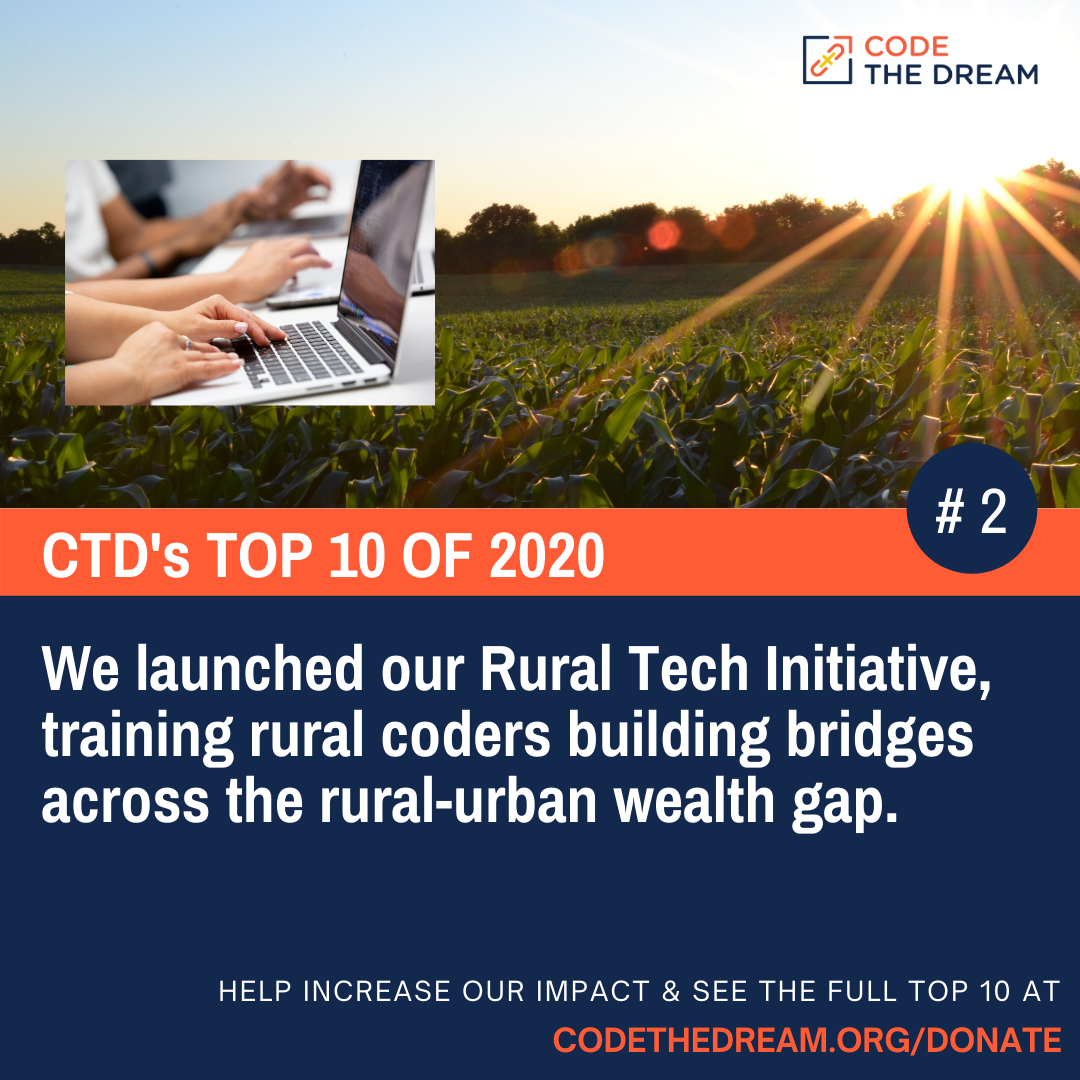 CODE
THE DREAM
# 2
CTD's TOP 10 OF 2020
We launched our Rural Tech Initiative,
training rural coders building bridges
across the rural-urban wealth gap.
HELP INCREASE OUR IMPACT & SEE THE FULL TOP 10 AT
CODETHEDREAM.ORG/DONATE